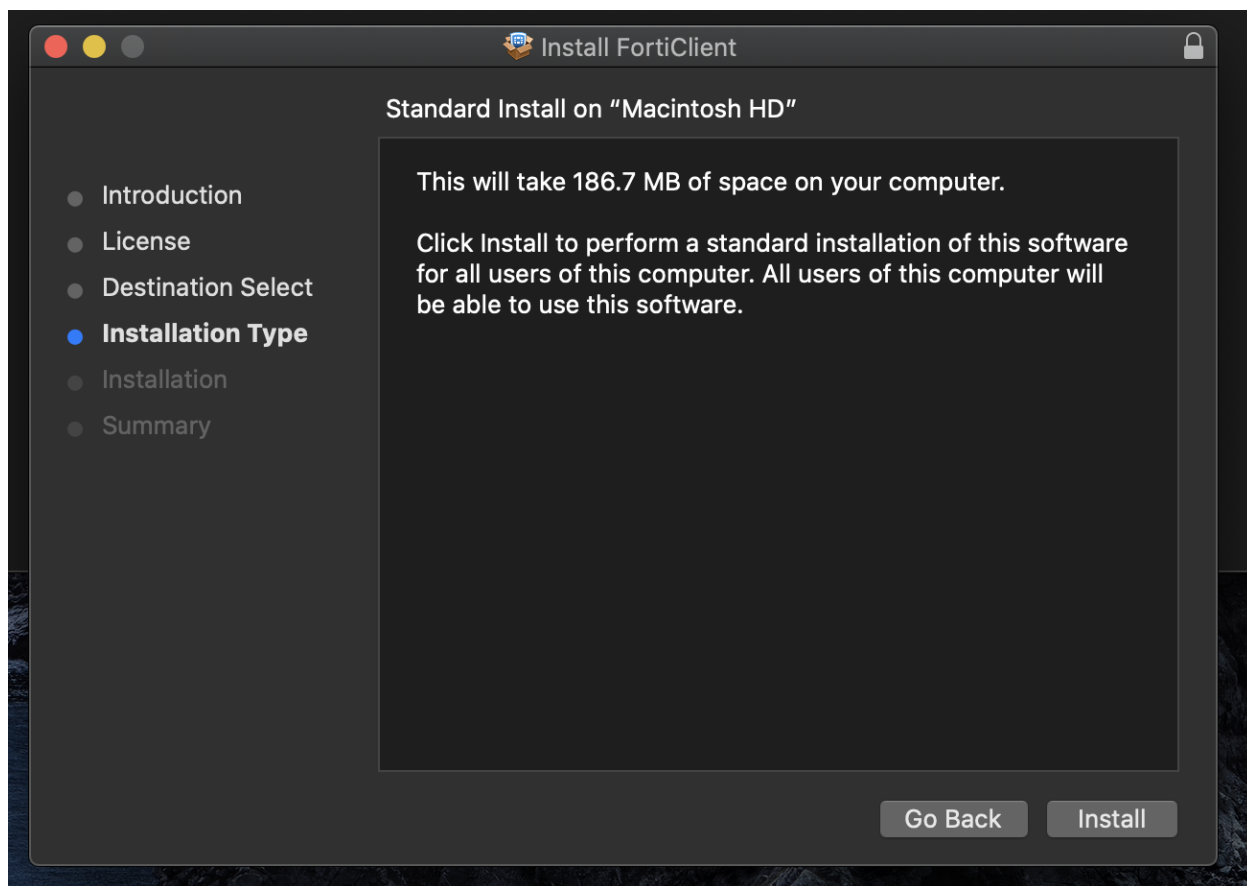 Install FortiClient
Standard Install on “Macintosh HD”
Introduction
License
Destination Select
Installation Type
Installation
Summary
This will take 186.7 MB of space on your computer.
Click Install to perform a standard installation of this software
for all users of this computer. All users of this computer will
be able to use this software.
Go Back
Install